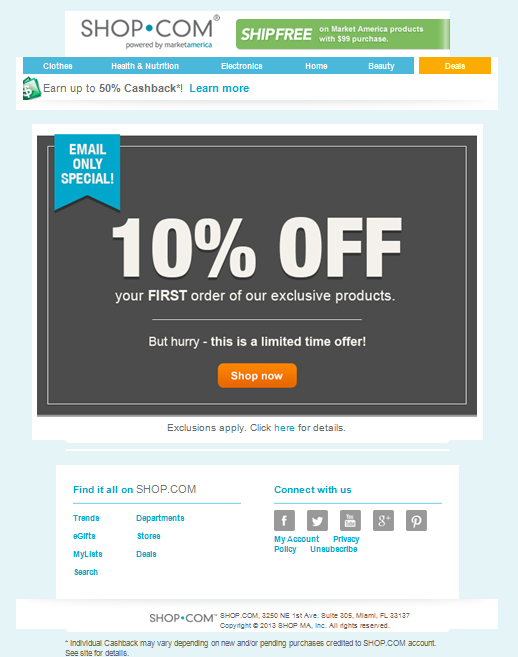 SHOP•COM®
powered by marketamerica
SHIPFREE on Market America products
with $99 purchase.
Clothes Health & Nutrition Electronics Home Beauty Deals
Earn up to 50% Cashback*! Learn more
EMAIL
ONLY
SPECIAL!
10% OFF
your FIRST order of our exclusive products.
But hurry - this is a limited time offer!
Shop now
Exclusions apply. Click here for details.
Find it all on SHOP.COM
Trends Departments
eGifts Stores
MyLists Deals
Search
Connect with us
f You Tube g+ p
My Account Privacy
Policy Unsubscribe
SHOP•COM™ SHOP.COM, 3250 NE 1st Ave. Suite 305, Miami, FL 33137
Copyright © 2013 SHOP MA, Inc. All rights reserved.
* Individual Cashback may vary depending on new and/or pending purchases credited to SHOP.COM account.
See site for details.